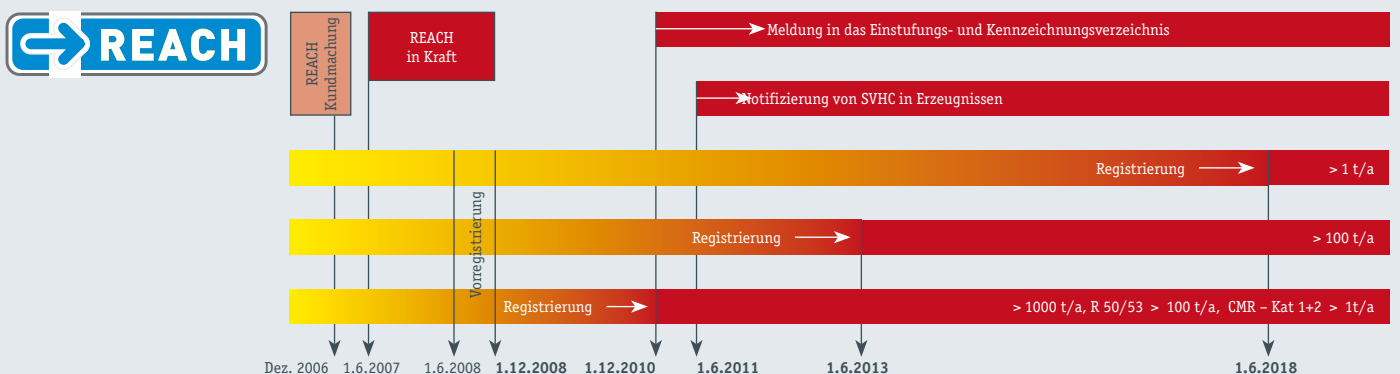 REACH
REACH
Kundmachung
REACH
in Kraft
Meldung in das Einstufungs- und Kennzeichnungsverzeichnis
Notifizierung von SVHC in Erzeugnissen
Registrierung
> 1 t/a
Vorregistrierung
Registrierung
> 100 t/a
Registrierung
> 1000 t/a, R 50/53 > 100 t/a, CMR – Kat 1+2 > 1t/a
Dez. 2006 1.6.2007 1.6.2008 1.12.2008 1.12.2010 1.6.2011 1.6.2013 1.6.2018